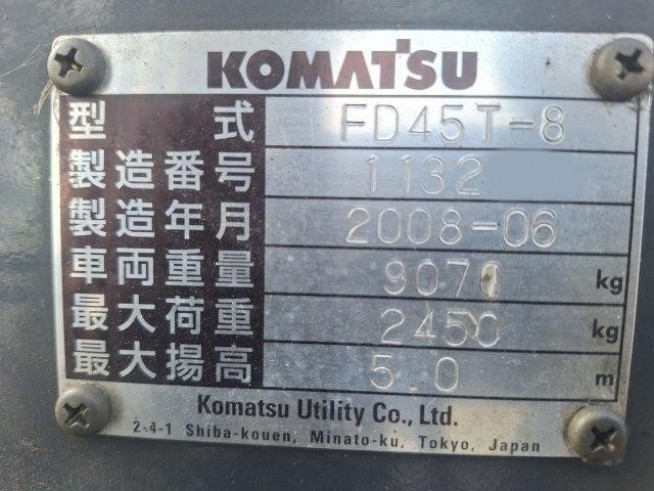 KOMATSU
型式 FD45T-8
製造番号 1132
製造年月 2008-06
車両重量 9070 kg
最大荷重 2450 kg
最大揚高 5.0 m
Komatsu Utility Co., Ltd.
2-4-1 Shiba-kouen, Minato-ku, Tokyo, Japan